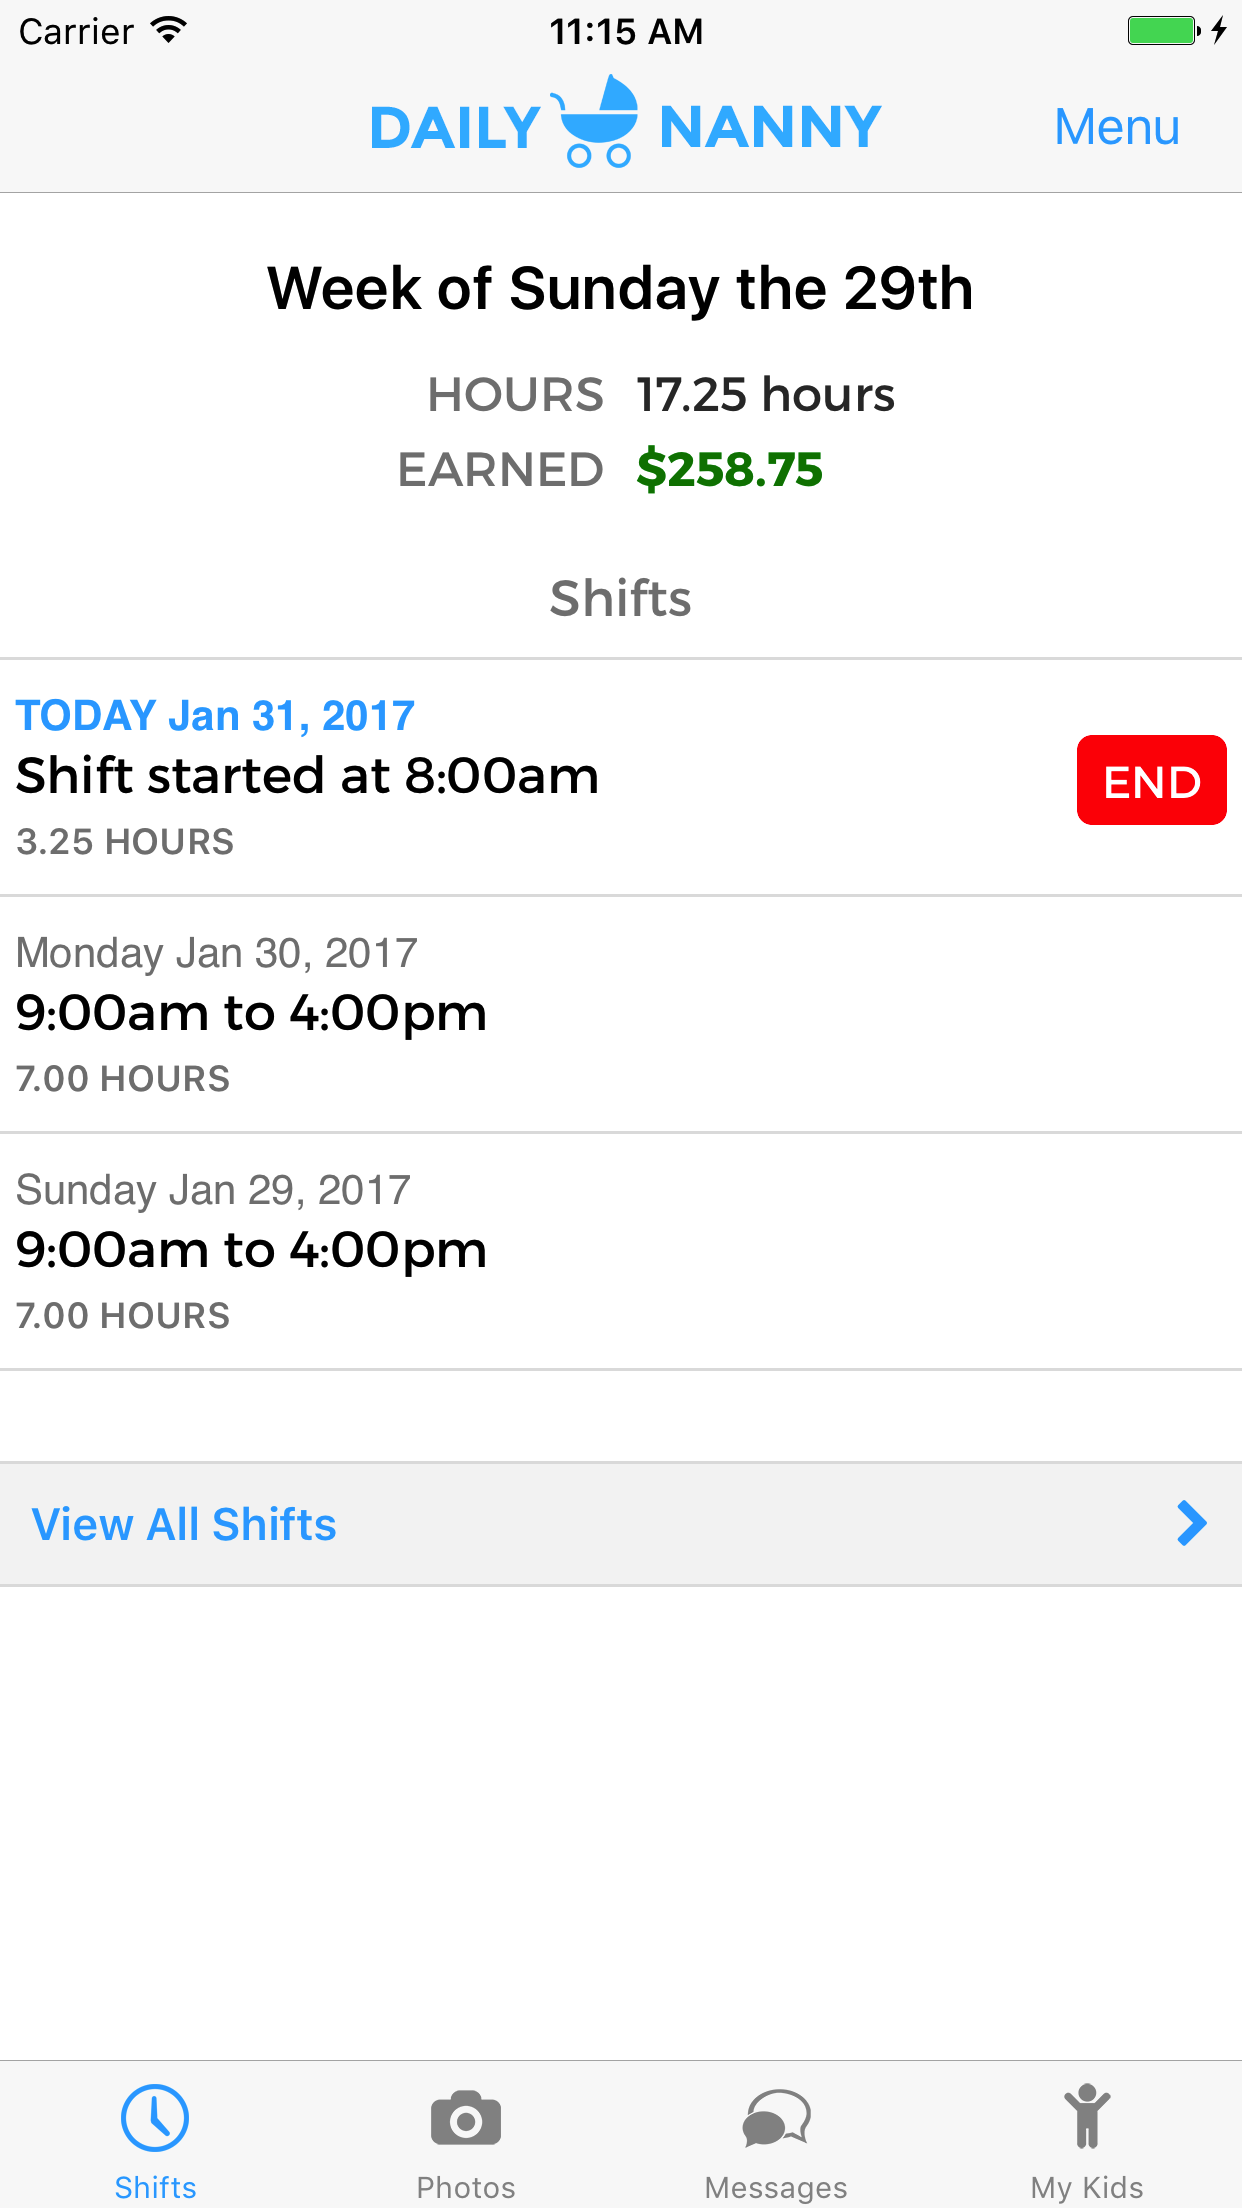 Carrier 11:15 AM
DAILY NANNY Menu
Week of Sunday the 29th
HOURS 17.25 hours
EARNED $258.75
Shifts
TODAY Jan 31, 2017
Shift started at 8:00am
END
3.25 HOURS
Monday Jan 30, 2017
9:00am to 4:00pm
7.00 HOURS
Sunday Jan 29, 2017
9:00am to 4:00pm
7.00 HOURS
View All Shifts
Shifts Photos Messages My Kids